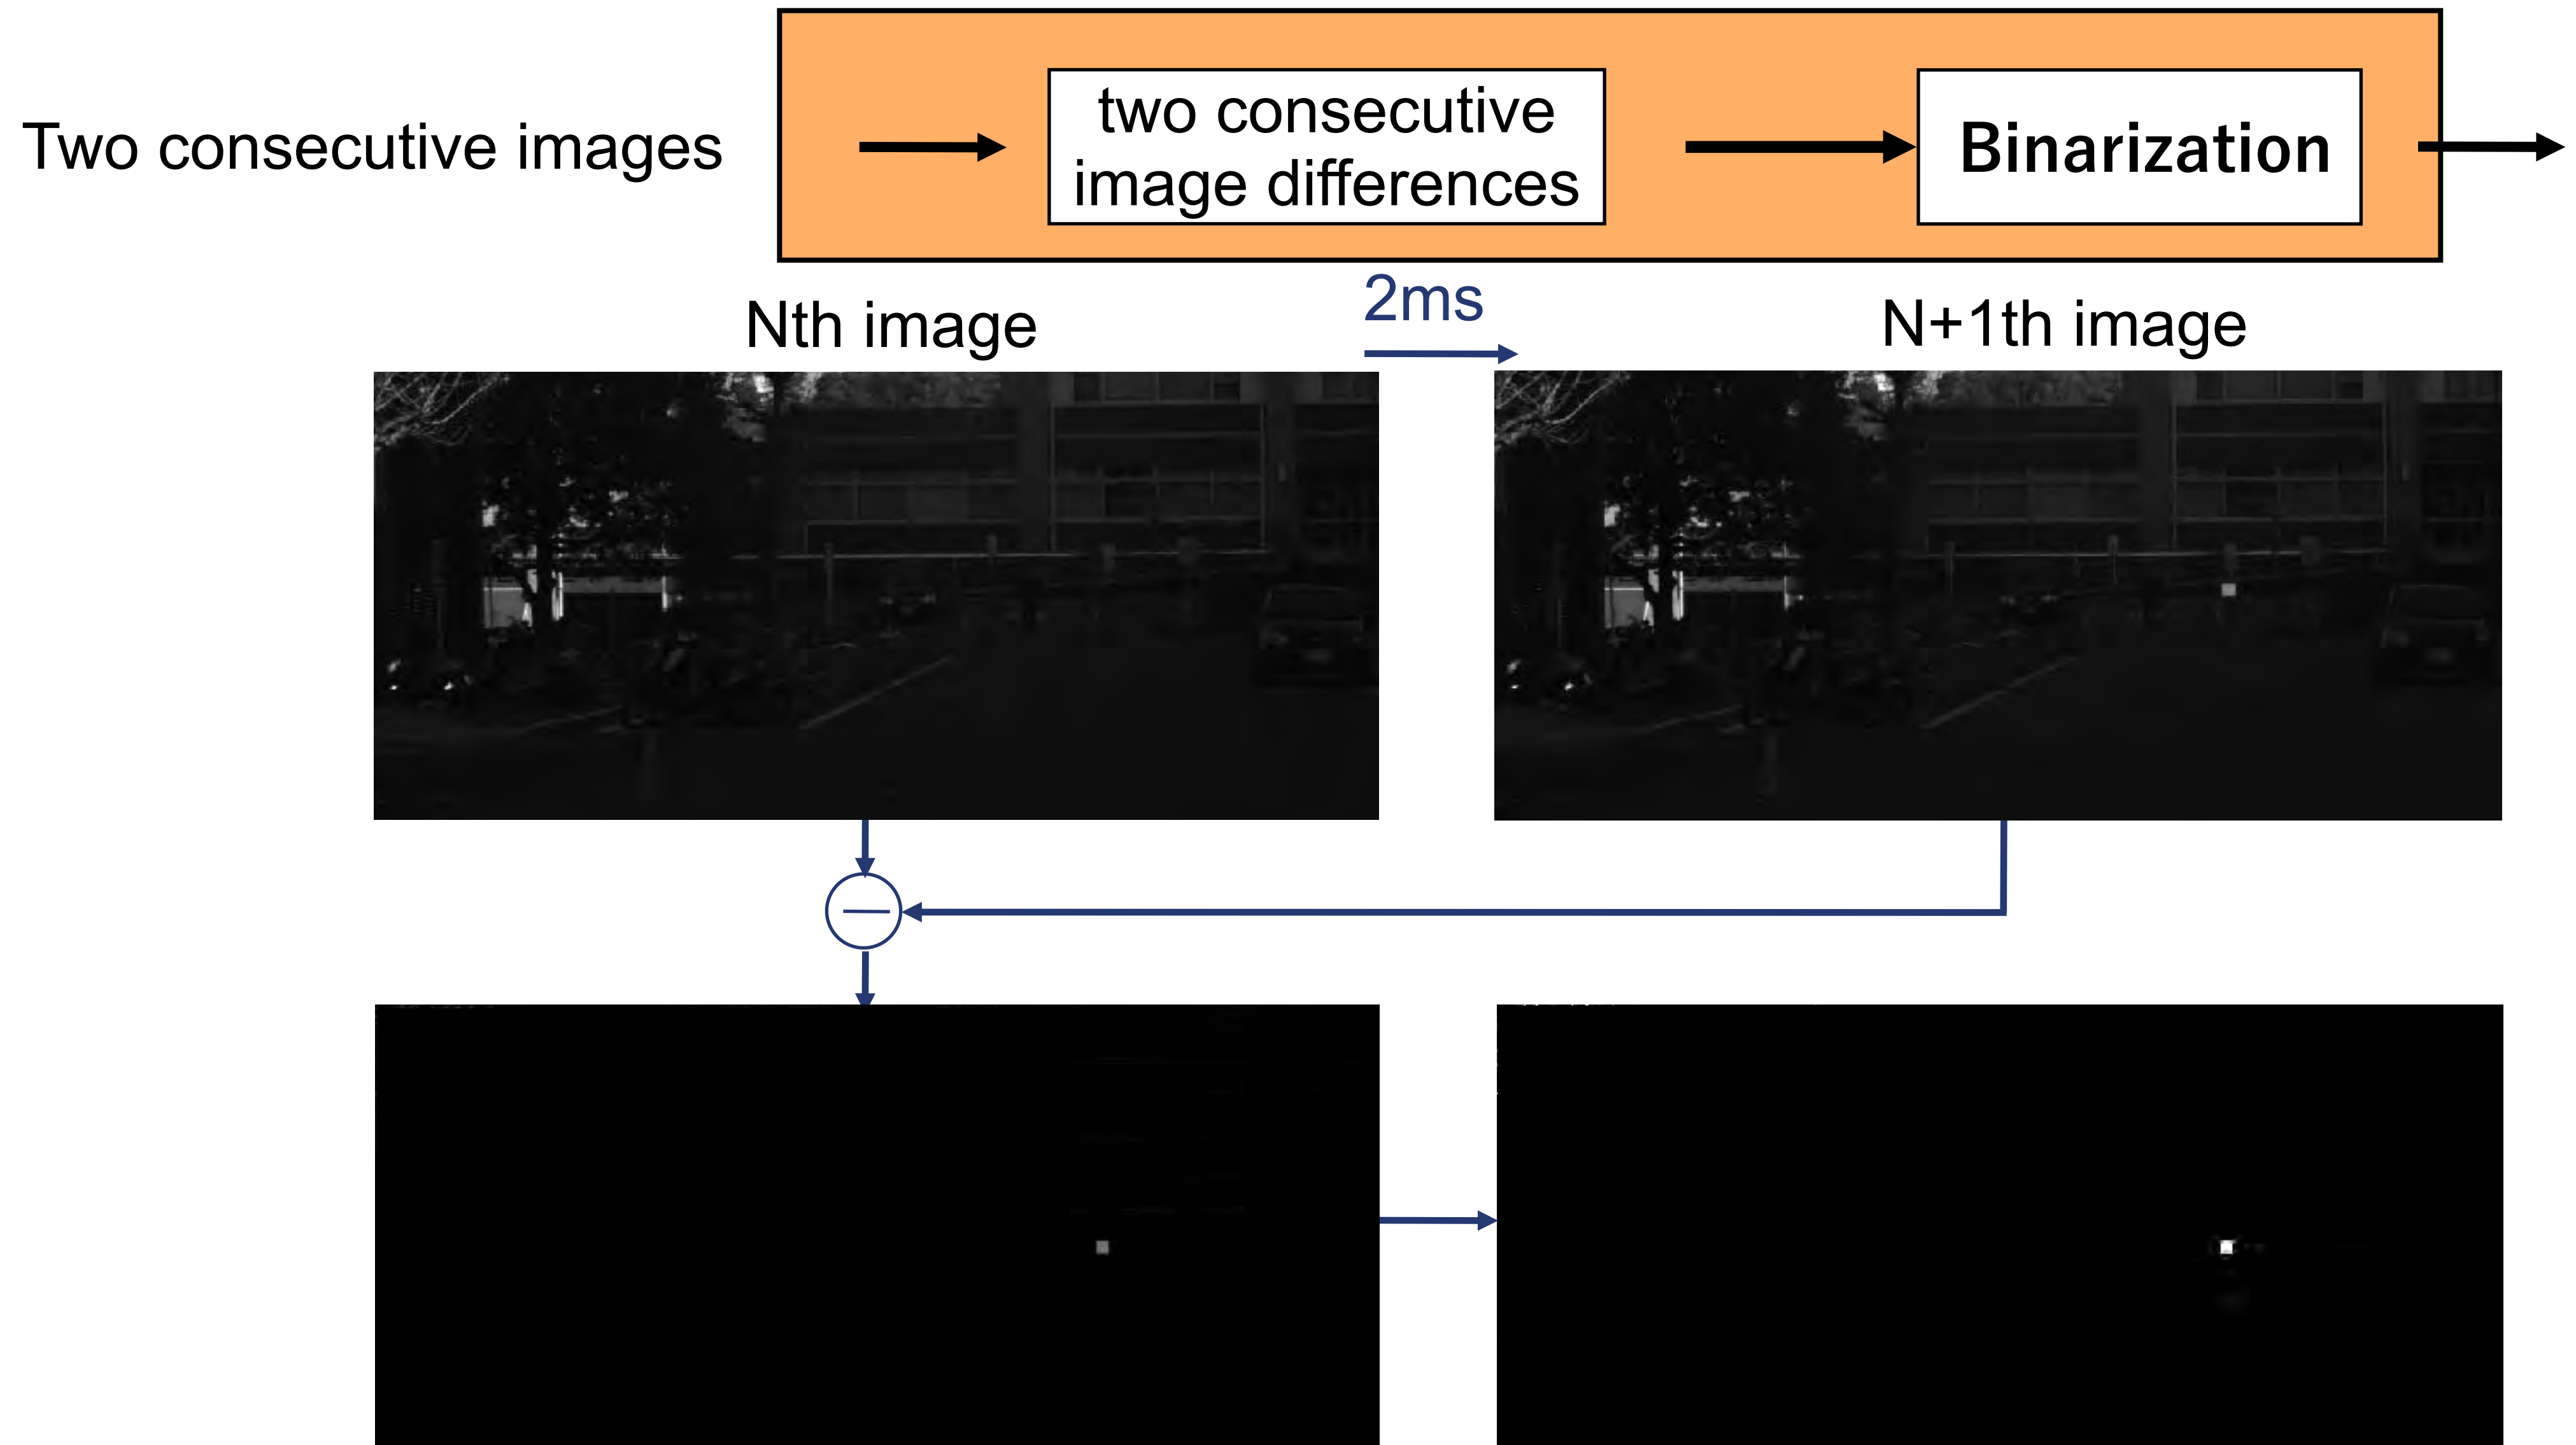 Two consecutive images
two consecutive
image differences
Binarization
2ms
Nth image
N+1th image